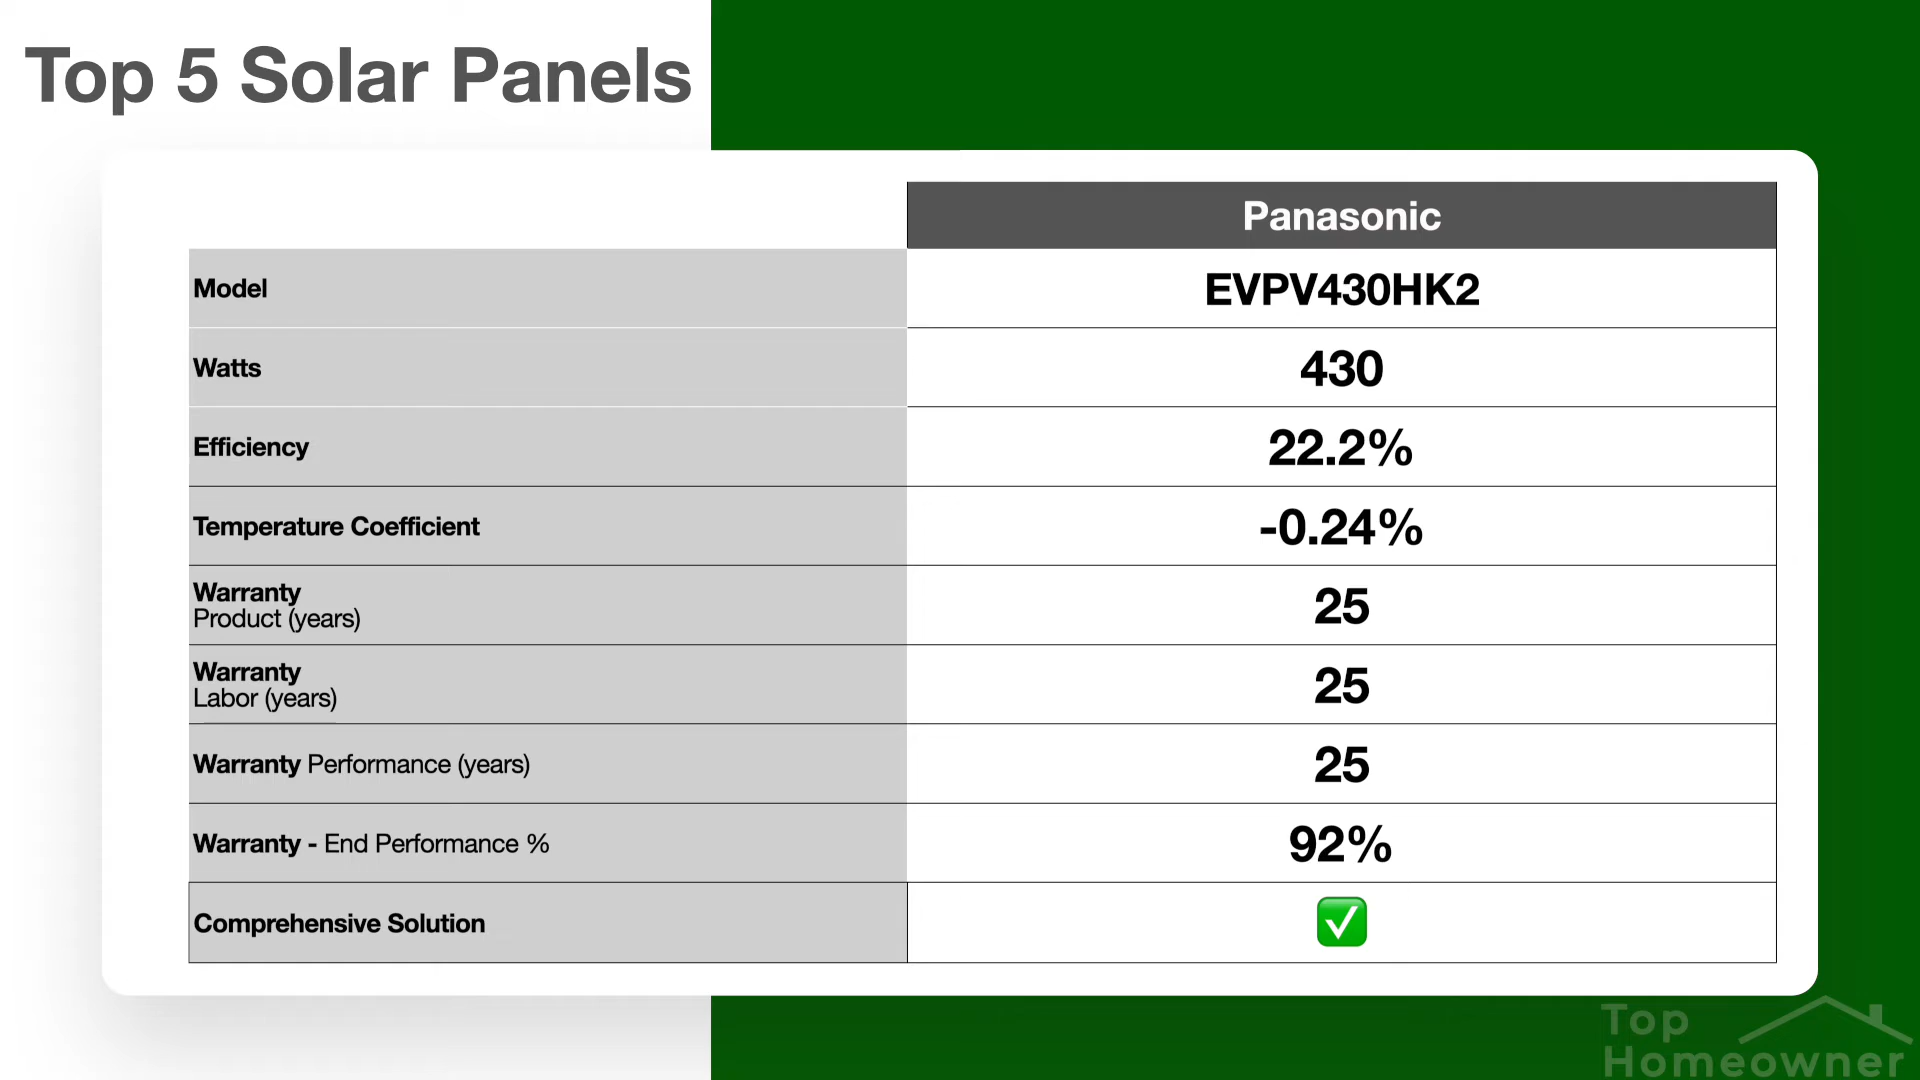 Top 5 Solar Panels
Panasonic
Model
EVPV430HK2
Watts
430
Efficiency
22.2%
Temperature Coefficient
-0.24%
Warranty
Product (years)
25
Warranty
Labor (years)
25
Warranty Performance (years)
25
Warranty - End Performance %
92%
Comprehensive Solution
✅
Top
Homeowner